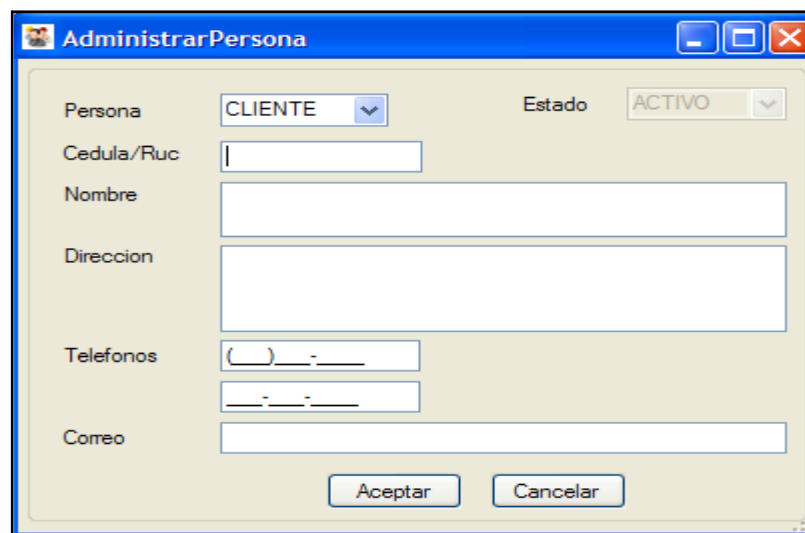 AdministrarPersona
Persona CLIENTE Estado ACTIVO
Cedula/Ruc
Nombre
Direccion
Telefonos (___)___-____
___-___-____
Correo
Aceptar Cancelar